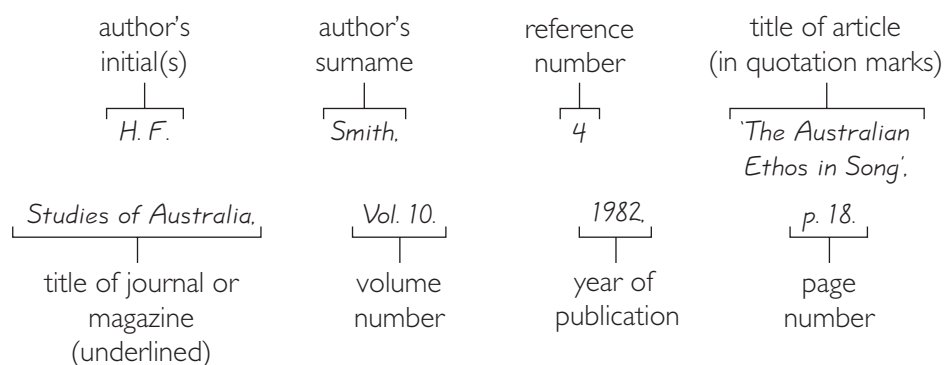 author's author's reference title of article
initial(s) surname number (in quotation marks)
H. F. Smith, 4 'The Australian
Ethos in Song',
Studies of Australia, Vol. 10. 1982, p. 18.
title of journal or volume year of page
magazine number publication number
(underlined)